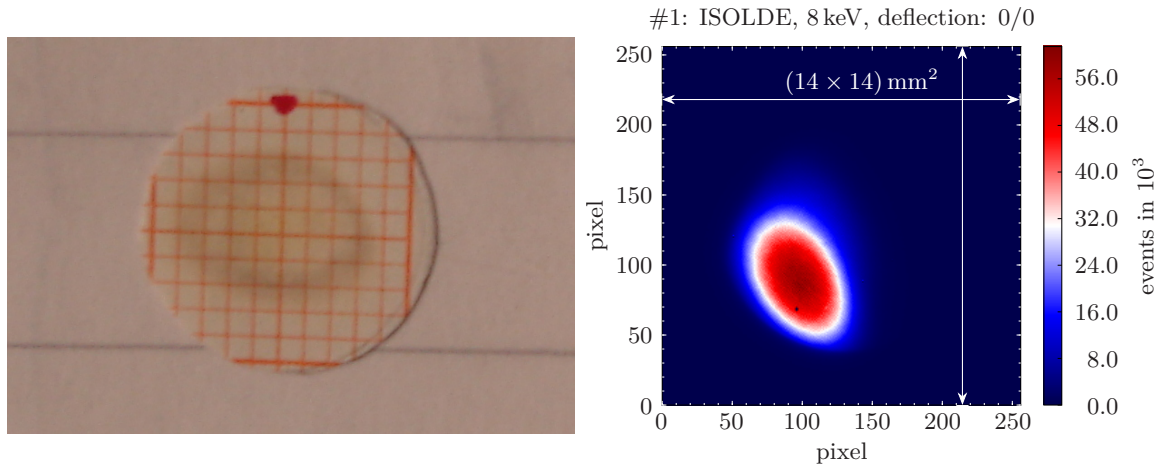 #1: ISOLDE, 8 keV, deflection: 0/0
(14 × 14) mm²
250
200
150
100
50
0
pixel
0 50 100 150 200 250
pixel
56.0
48.0
40.0
32.0
24.0
16.0
8.0
0.0
events in 10³